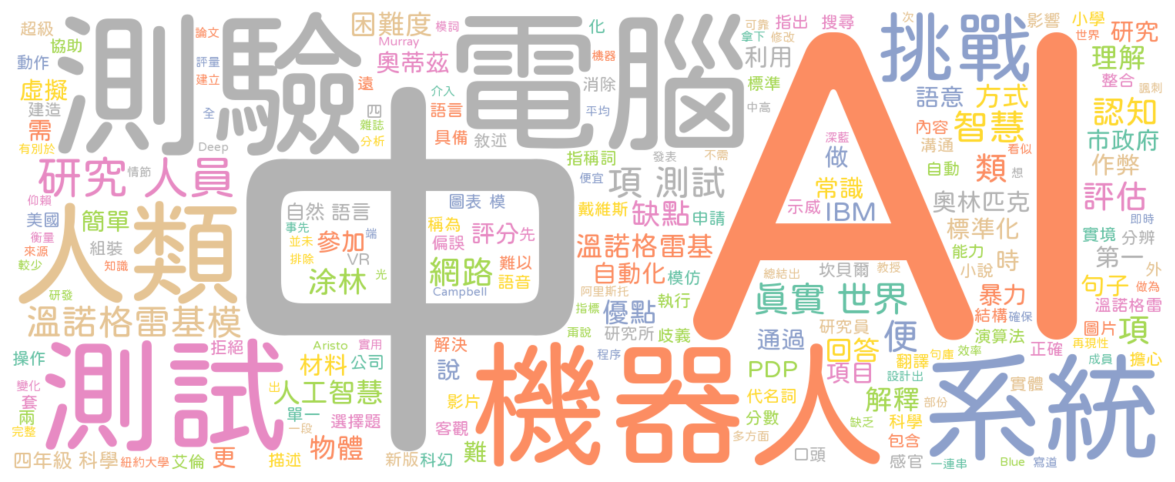 超級
測驗
電腦
AI
挑戰
困難度
模詞
化
可靠
指出
搜尋
次
影響
小學
世界
研究
協助
論文
Murray
奧蒂茲
機器
拿下
修改
利用
理解
動作
評量
遠
標準
整合
諷刺
虛擬
建立
介入
消除
語意
方式
認知
建造
全
四
語言
平均
中高
智慧
需
雜誌
具備
敘述
內容
市政府
有別於
Deep
分析
溝通
看似
深藍
指稱詞
發表
不需
做
類
作弊
研究 人員
情節
便宜
項 測試
自動
想
仰賴
中
圖表 模
常識
奧林匹克
評估
美國
簡單
自然 語言
戴維斯
缺點
申請
示威
IBM
即時
人類
事先
端
稱為
評分
先
標準化
實境
分辨
衡量
並未
參加
偏誤
溫諾格雷基
能力
第一
來源
組裝
排除
VR
網路
難以
自動化
模仿
總結出
坎貝爾
教授
小說
時
外
較少
知識
涂林
光
語音
阿里斯托
真實 世界
暴力
句子
做為
研發
Campbell
指標
優點
執行
結構
確保
溫諾格雷
溫諾格雷基模
雨說
研究所
歧義
通過
研究員
便
演算法
圖片
項
再現性
測試
拒絕
Aristo
實用
解決
程序
回答
正確
成員
擔心
操作
材料
公司
說
機器人
PDP
項目
翻譯
句庫
效率
系統
變化
出
人工智慧
設計出
實體
套
兩
單一
選擇題
影片
代名詞
解釋
部份
完整
一段
客觀
分數
缺乏
科學
物體
難
多方面
包含
四年級 科學
紐約大學
艾倫
更
描述
新版
科幻
口頭
感官
一連串
Blue
寫道